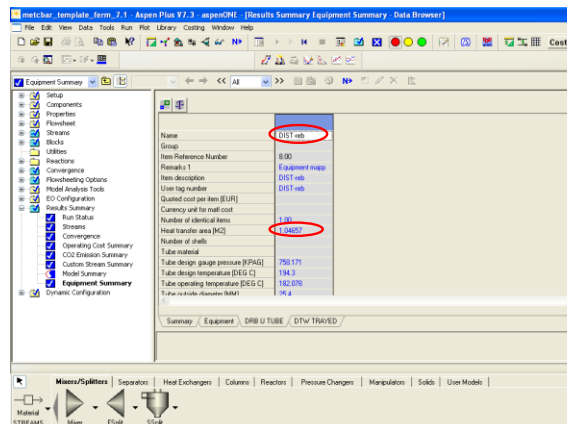 metcbar_template_ferm_7.1 - Aspen Plus V7.3 - aspenONE - [Results Summary Equipment Summary - Data Browser]
File Edit View Data Tools Run Plot Library Costing Window Help
Cost
Equipment Summary
<< All >>
N>
Setup
Components
Properties
Flowsheet
Streams
Blocks
Utilities
Reactions
Convergence
Flowsheeting Options
Model Analysis Tools
EO Configuration
Results Summary
Run Status
Streams
Convergence
Operating Cost Summary
CO2 Emission Summary
Custom Stream Summary
Model Summary
Equipment Summary
Dynamic Configuration
Name DIST-reb
Group
Item Reference Number 8.00
Remarks 1 Equipment mapp
Item description DIST-reb
User tag number DIST-reb
Quoted cost per item [EUR]
Currency unit for matl cost
Number of identical items 1.00
Heat transfer area [M2] 1.04657
Number of shells
Tube material
Tube design gauge pressure [KPAG] 758.171
Tube design temperature [DEG C] 194.3
Tube operating temperature [DEG C] 182.078
Tube outside diameter [MM] 25.4
Summary / Equipment / DRB U TUBE / DTW TRAYED
Mixers/Splitters | Separators | Heat Exchangers | Columns | Reactors | Pressure Changers | Manipulators | Solids | User Models
Material
STREAMS Mixer FSplit SSplit